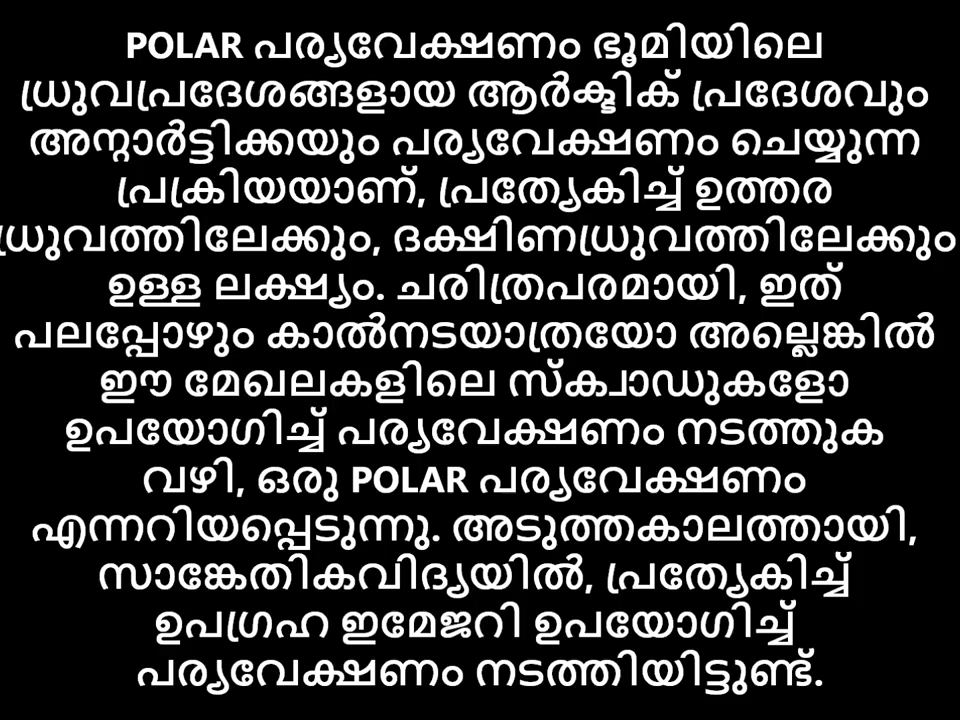 POLAR പര്യവേക്ഷണം ഭൂമിയിലെ
ധ്രുവപ്രദേശങ്ങളായ ആർക്ടിക് പ്രദേശവും
അന്റാർട്ടിക്കയും പര്യവേക്ഷണം ചെയ്യുന്ന
പ്രക്രിയയാണ്, പ്രത്യേകിച്ച് ഉത്തര
ധ്രുവത്തിലേക്കും, ദക്ഷിണധ്രുവത്തിലേക്കും
ഉള്ള ലക്ഷ്യം. ചരിത്രപരമായി, ഇത്
പലപ്പോഴും കാൽനടയാത്രയോ അല്ലെങ്കിൽ
ഈ മേഖലകളിലെ സ്ക്വാഡുകളോ
ഉപയോഗിച്ച് പര്യവേക്ഷണം നടത്തുക
വഴി, ഒരു POLAR പര്യവേക്ഷണം
എന്നറിയപ്പെടുന്നു. അടുത്തകാലത്തായി,
സാങ്കേതികവിദ്യയിൽ, പ്രത്യേകിച്ച്
ഉപഗ്രഹ ഇമേജറി ഉപയോഗിച്ച്
പര്യവേക്ഷണം നടത്തിയിട്ടുണ്ട്.